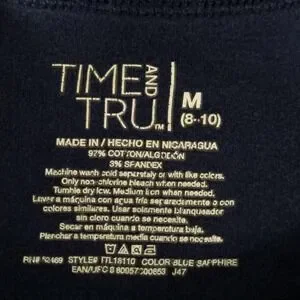 TIME AND TRU™
M
(8-10)
MADE IN / HECHO EN NICARAGUA
97% COTTON/ALGODÓN
3% SPANDEX
Machine wash cold separately or with like colors.
Only non-chlorine bleach when needed.
Tumble dry low. Medium iron when needed.
Lavar a máquina con agua fría separadamente o con
colores similares. Usar solamente blanqueador
sin cloro cuando se necesite.
Secar en máquina a temperatura baja.
Planchar a temperatura media cuando se necesite.
STYLE# COLOR BLUE SAPPHIRE
EAN/UPC J47